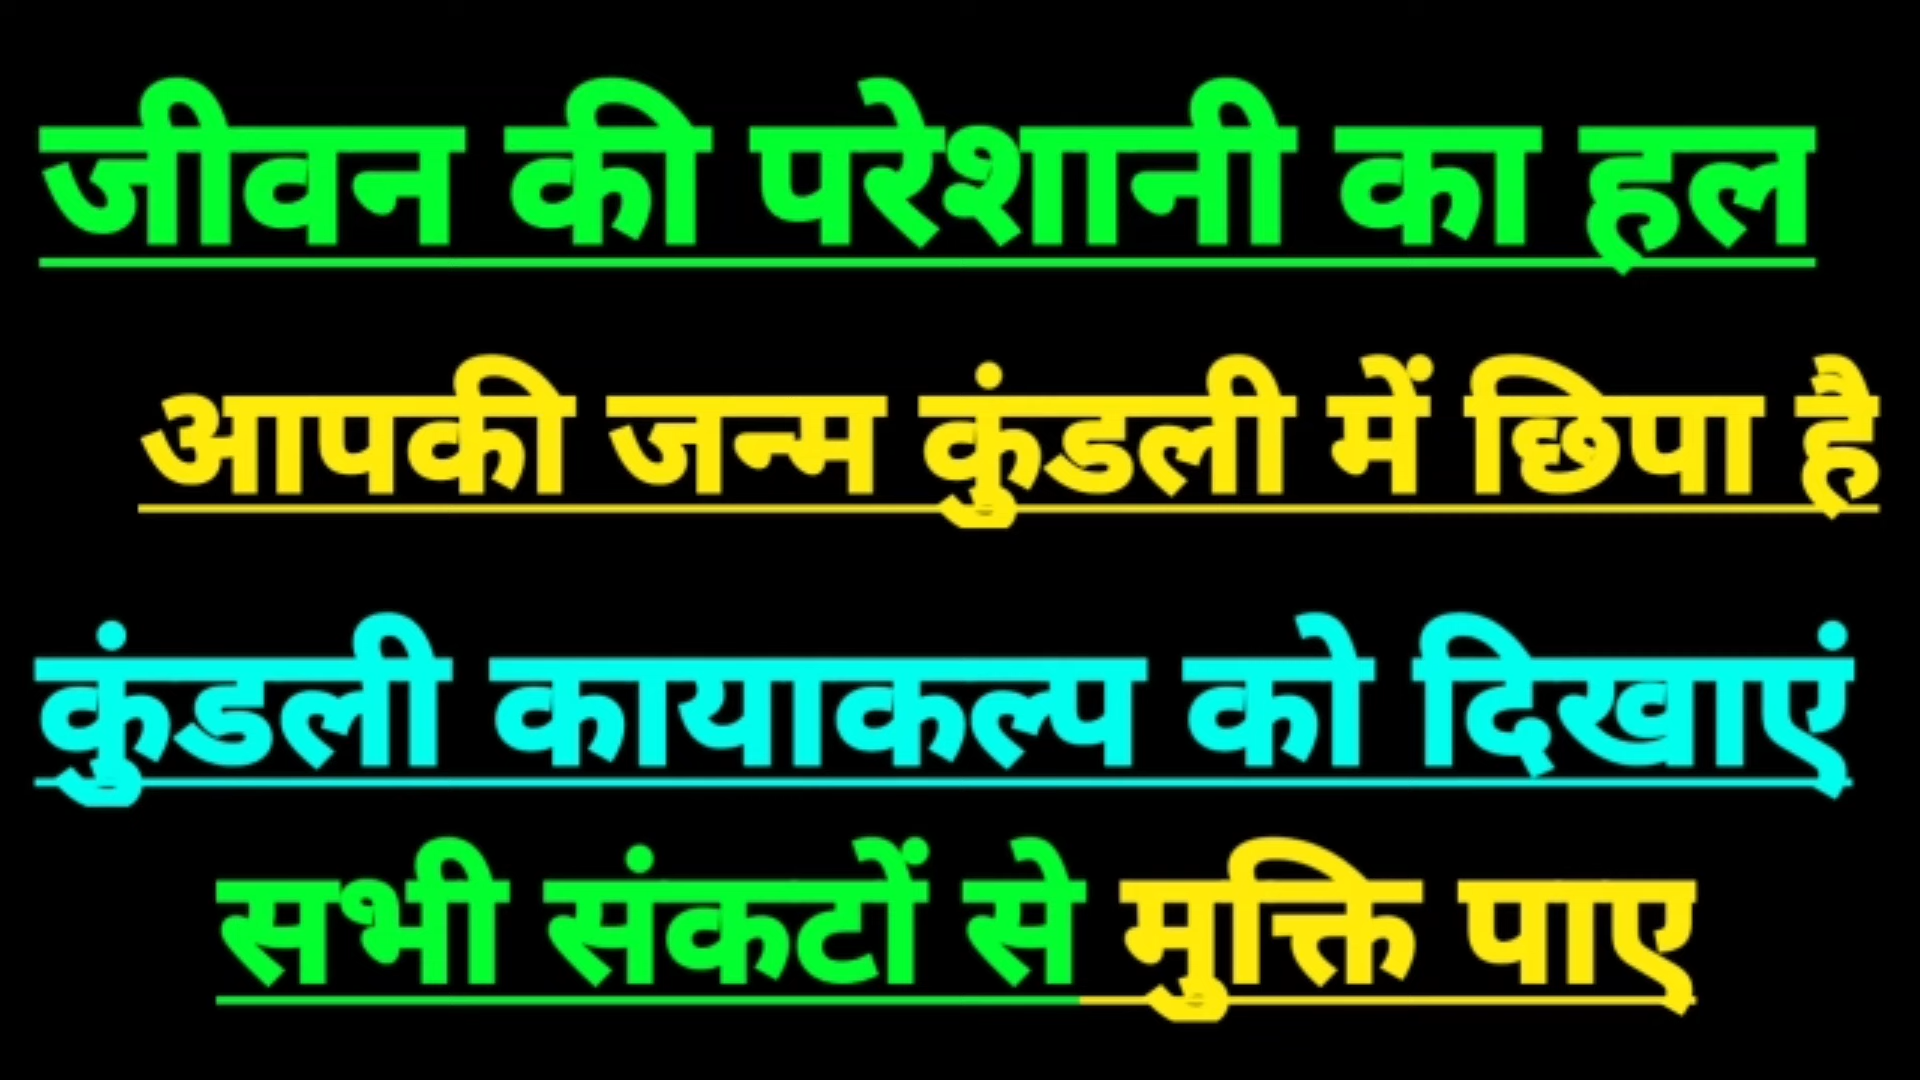 जीवन की परेशानी का हल
आपकी जन्म कुंडली में छिपा है
कुंडली कायाकल्प को दिखाएं
सभी संकटों से मुक्ति पाए